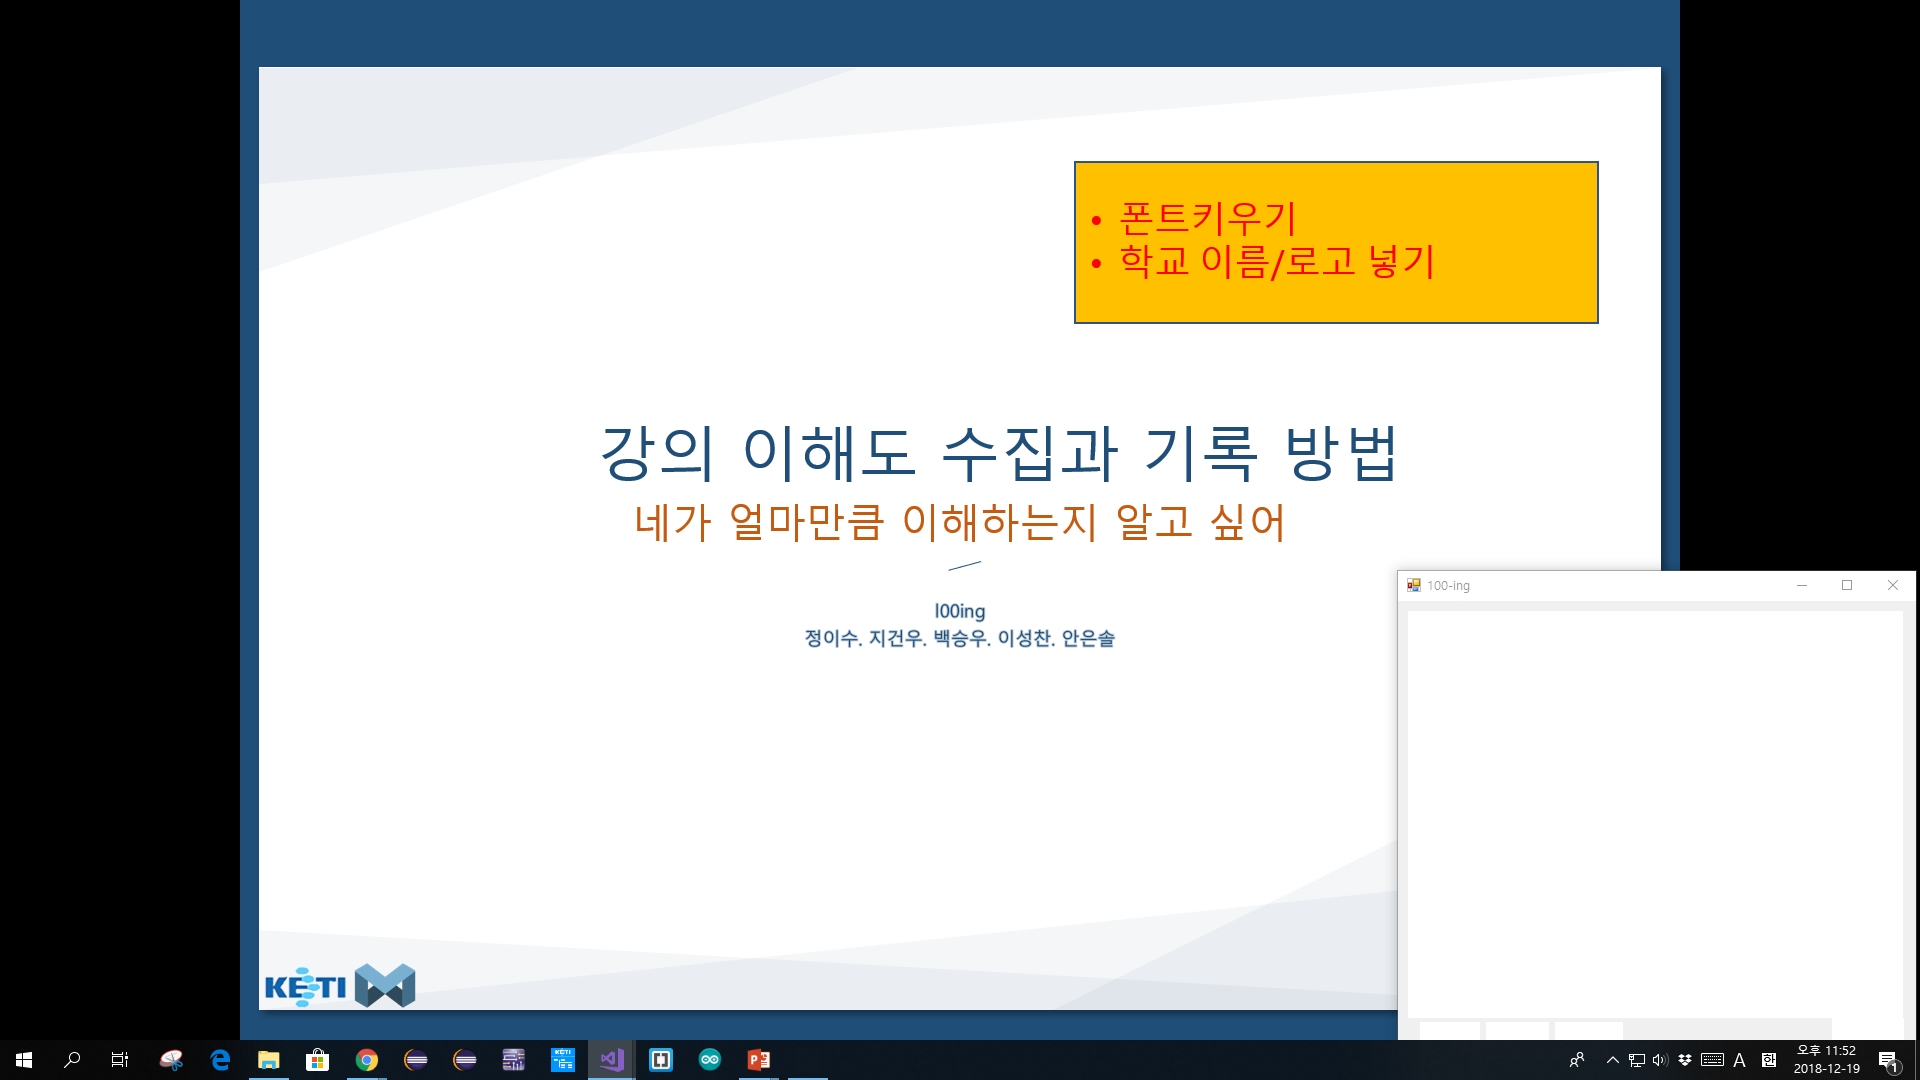 • 폰트키우기
• 학교 이름/로고 넣기
강의 이해도 수집과 기록 방법
네가 얼마만큼 이해하는지 알고 싶어
l00ing
정이수. 지건우. 백승우. 이성찬. 안은솔
100-ing
KETI
KETI
A
한
오후 11:52
2018-12-19
1